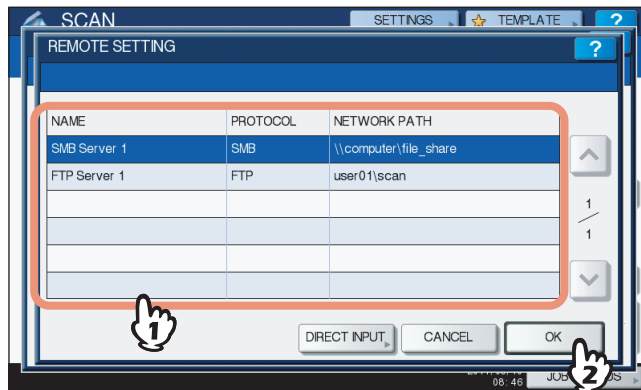 SCAN SETTINGS TEMPLATE ?
REMOTE SETTING ?
NAME PROTOCOL NETWORK PATH
SMB Server 1 SMB \\computer\file_share
FTP Server 1 FTP user01\scan
1
1
1
DIRECT INPUT CANCEL OK
2
08:46 JOB